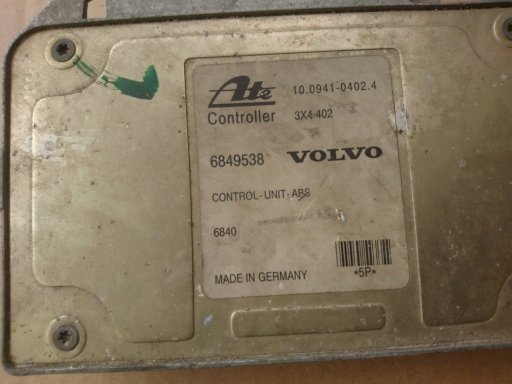 Ate 10.0941-0402.4
Controller 3X4-402
6849538 VOLVO
CONTROL-UNIT-ABS
6840
*5P*
MADE IN GERMANY